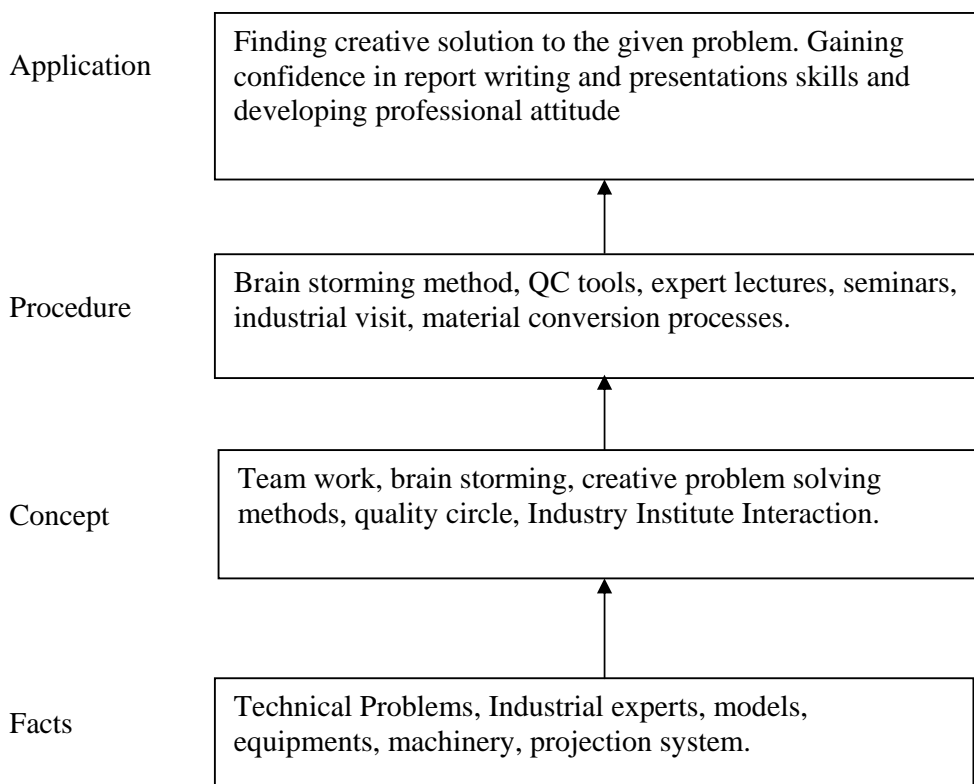 Application
Finding creative solution to the given problem. Gaining
confidence in report writing and presentations skills and
developing professional attitude
Procedure
Brain storming method, QC tools, expert lectures, seminars,
industrial visit, material conversion processes.
Concept
Team work, brain storming, creative problem solving
methods, quality circle, Industry Institute Interaction.
Facts
Technical Problems, Industrial experts, models,
equipments, machinery, projection system.